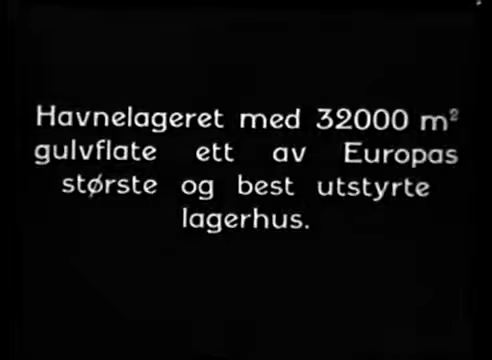 Havnelageret med 32000 m²
gulvflate ett av Europas
største og best utstyrte
lagerhus.